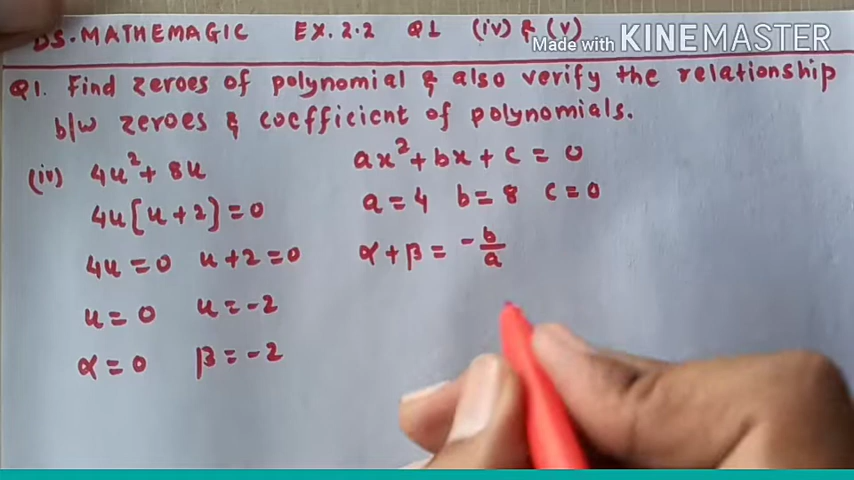 DS. MATHEMAGIC EX. 2.2 Q1 (iv) & (v)
Made with KINEMASTER
Q1. Find zeroes of polynomial & also verify the relationship
b/w zeroes & cocfficient of polynomials.
(iv) 4u² + 8u
4u[u+2]=0
4u=0 u+2=0
u=0 u=-2
α=0 β=-2
ax²+bx+c=0
a=4 b=8 c=0
α+β=-b/a